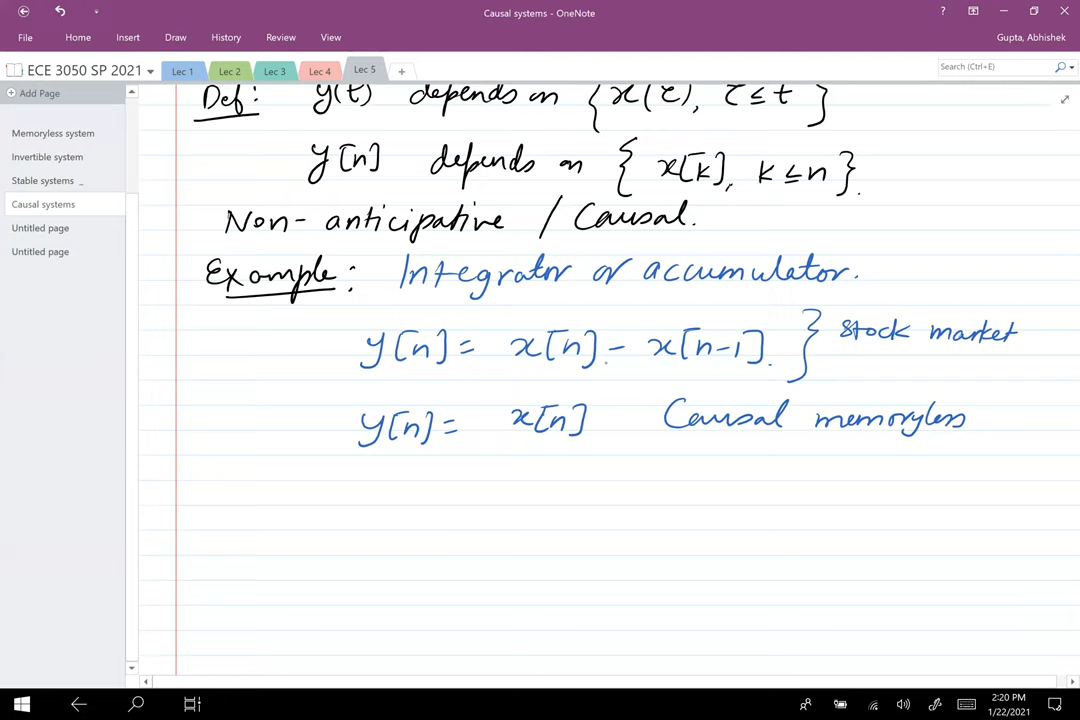 Causal systems - OneNote
? Gupta, Abhishek
File Home Insert Draw History Review View
ECE 3050 SP 2021 Lec 1 Lec 2 Lec 3 Lec 4 Lec 5 + Search (Ctrl+E)
Add Page
Memoryless system
Invertible system
Stable systems _
Causal systems
Untitled page
Untitled page
Def: y(t) depends on { x(τ), τ ≤ t }
y[n] depends on { x[k], k ≤ n }.
Non-anticipative / Causal.
Example: Integrator or accumulator.
y[n] = x[n] - x[n-1]. } stock market
y[n] = x[n] Causal memoryless
2:20 PM
1/22/2021